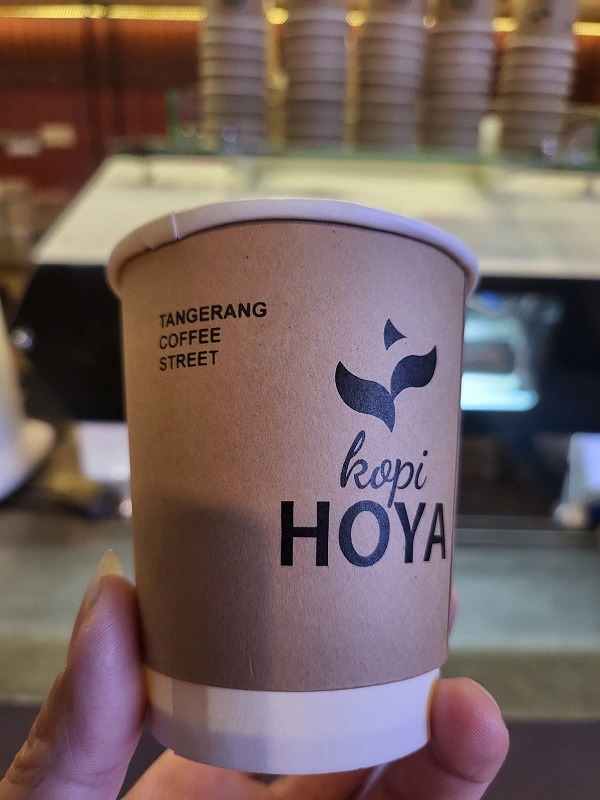 TANGERANG
COFFEE
STREET
kopi
HOYA